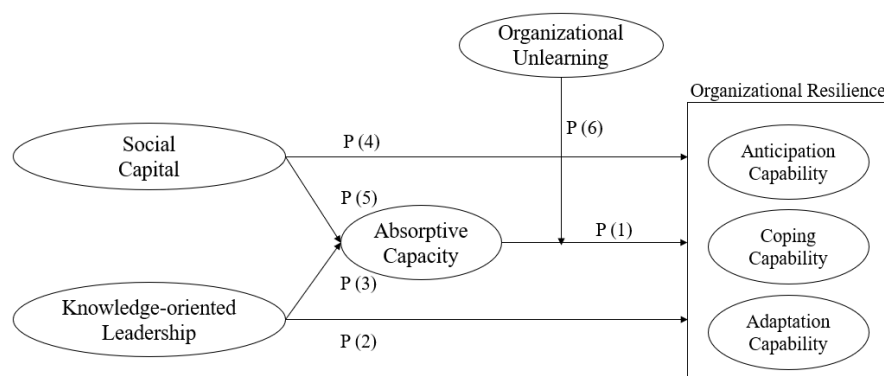 Organizational
Unlearning
Organizational Resilience
P (6)
Social
Capital
P (4)
Anticipation
Capability
P (5)
Absorptive
Capacity
P (1)
Coping
Capability
P (3)
Knowledge-oriented
Leadership
P (2)
Adaptation
Capability